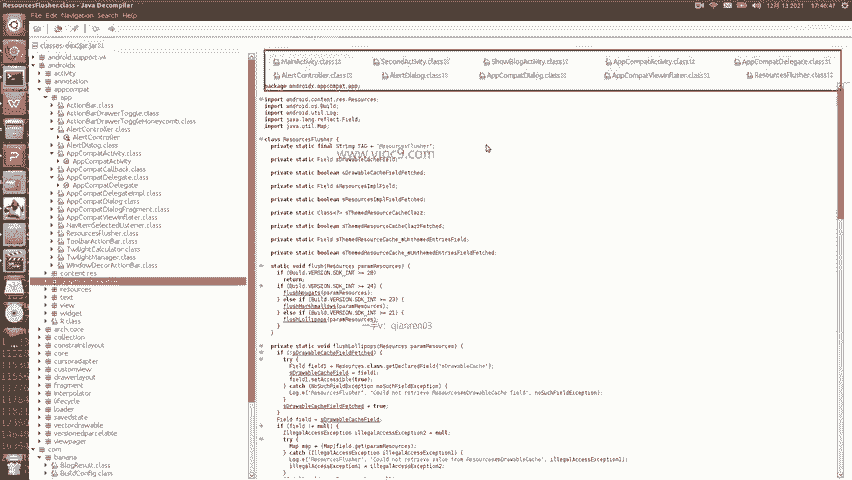 ResourcesFlusher.class - Java Decompiler
12月 13 2021 17:46:47
File Edit Navigation Search Help
classes-dex2jar.jar
android.support.v4
androidx
activity
annotation
appcompat
app
ActionBar.class
ActionBarDrawerToggle.class
ActionBarDrawerToggleHoneycomb.class
AlertController.class
AlertController
AlertDialog.class
AppCompatActivity.class
AppCompatActivity
AppCompatCallback.class
AppCompatDelegate.class
AppCompatDelegate
AppCompatDelegateImpl.class
AppCompatDialog.class
AppCompatDialogFragment.class
AppCompatViewInflater.class
NavItemSelectedListener.class
ResourcesFlusher.class
ToolbarActionBar.class
TwilightCalculator.class
TwilightManager.class
WindowDecorActionBar.class
content.res
resources
text
view
widget
R.class
arch.core
collection
constraintlayout
core
cursoradapter
customview
drawerlayout
fragment
interpolator
lifecycle
loader
savedstate
vectordrawable
versionedparcelable
viewpager
com
banana
BlogResult.class
BuildConfig.class
MainActivity.class SecondActivity.class ShowBlogActivity.class AppCompatActivity.class AppCompatDelegate.class
AlertController.class AlertDialog.class AppCompatDialog.class AppCompatViewInflater.class ResourcesFlusher.class
package androidx.appcompat.app;
import android.content.res.Resources;
import android.os.Build;
import android.util.Log;
import java.lang.reflect.Field;
import java.util.Map;
class ResourcesFlusher {
private static final String TAG = "ResourcesFlusher";
private static Field sDrawableCacheField;
private static boolean sDrawableCacheFieldFetched;
private static Field sResourcesImplField;
private static boolean sResourcesImplFieldFetched;
private static Class<?> sThemedResourceCacheClazz;
private static boolean sThemedResourceCacheClazzFetched;
private static Field sThemedResourceCache_mUnthemedEntriesField;
private static boolean sThemedResourceCache_mUnthemedEntriesFieldFetched;
static void flush(Resources paramResources) {
if (Build.VERSION.SDK_INT >= 28)
return;
if (Build.VERSION.SDK_INT >= 24) {
flushNougats(paramResources);
} else if (Build.VERSION.SDK_INT >= 23) {
flushMarshmallows(paramResources);
} else if (Build.VERSION.SDK_INT >= 21) {
flushLollipops(paramResources);
}
}
private static void flushLollipops(Resources paramResources) {
if (!sDrawableCacheFieldFetched) {
try {
Field field1 = Resources.class.getDeclaredField("mDrawableCache");
sDrawableCacheField = field1;
field1.setAccessible(true);
} catch (NoSuchFieldException noSuchFieldException) {
Log.e("ResourcesFlusher", "Could not retrieve Resources#mDrawableCache field", noSuchFieldException);
}
sDrawableCacheFieldFetched = true;
}
Field field = sDrawableCacheField;
if (field != null) {
IllegalAccessException illegalAccessException2 = null;
try {
Map map = (Map)field.get(paramResources);
} catch (IllegalAccessException illegalAccessException1) {
Log.e("ResourcesFlusher", "Could not retrieve value from Resources#mDrawableCache", illegalAccessException1);
illegalAccessException1 = illegalAccessException2;
}